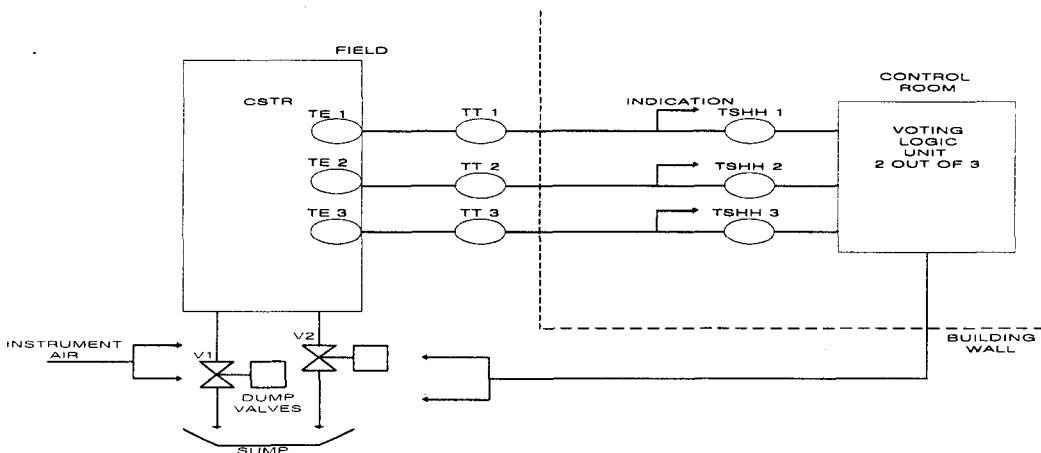 FIELD
CSTR
TE 1
TT 1
INDICATION
TSHH 1
CONTROL
ROOM
VOTING
LOGIC
UNIT
2 OUT OF 3
TE 2
TT 2
TSHH 2
TE 3
TT 3
TSHH 3
INSTRUMENT
AIR
V1
V2
DUMP
VALVES
SUMP
BUILDING
WALL